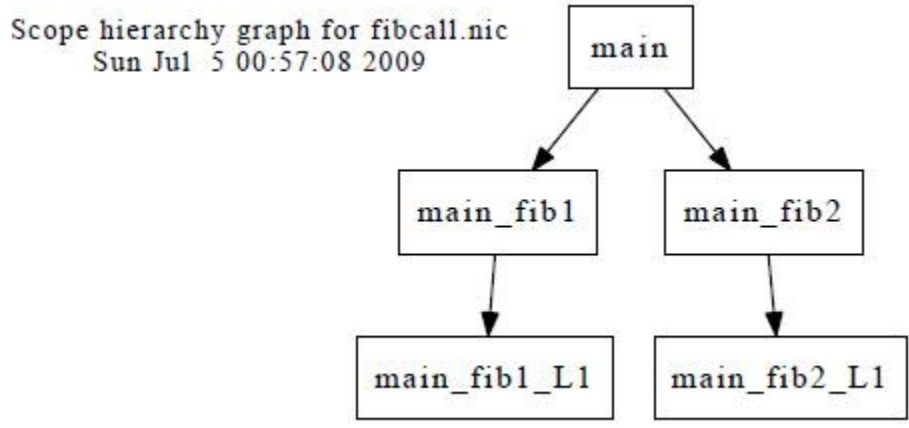 Scope hierarchy graph for fibcall.nic
Sun Jul 5 00:57:08 2009
main
main_fib1
main_fib2
main_fib1_L1
main_fib2_L1